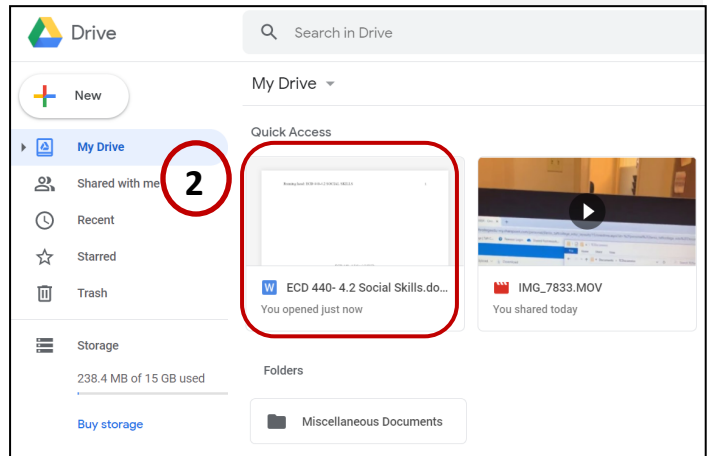 Drive
Search in Drive
New
My Drive
My Drive
Shared with me
2
Recent
Starred
Trash
Storage
238.4 MB of 15 GB used
Buy storage
Quick Access
W
ECD 440- 4.2 Social Skills.do...
You opened just now
IMG_7833.MOV
You shared today
Folders
Miscellaneous Documents